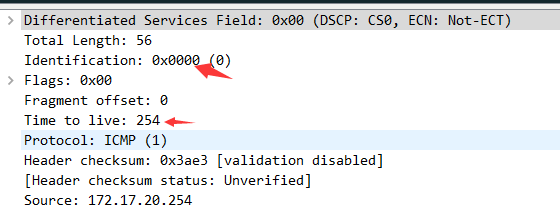 Differentiated Services Field: 0x00 (DSCP: CS0, ECN: Not-ECT)
Total Length: 56
Identification: 0x0000 (0)
Flags: 0x00
Fragment offset: 0
Time to live: 254
Protocol: ICMP (1)
Header checksum: 0x3ae3 [validation disabled]
[Header checksum status: Unverified]
Source: 172.17.20.254